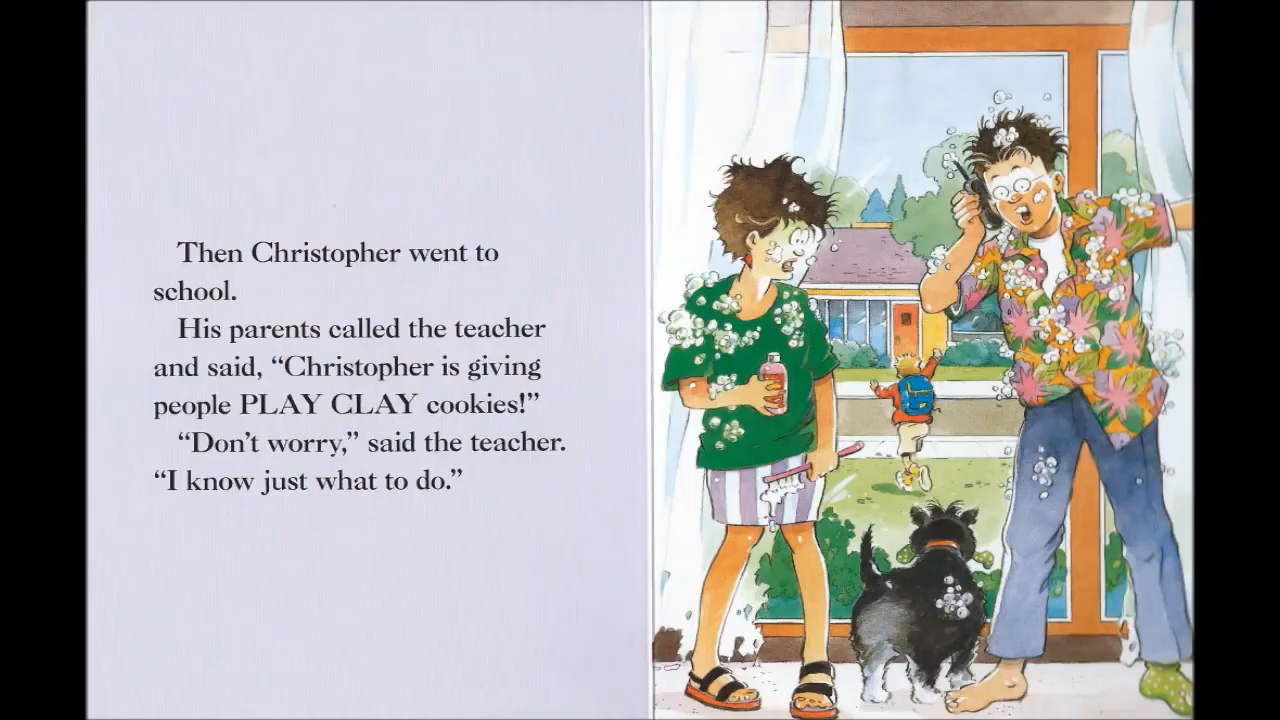 Then Christopher went to
school.
His parents called the teacher
and said, “Christopher is giving
people PLAY CLAY cookies!”
“Don’t worry,” said the teacher.
“I know just what to do.”